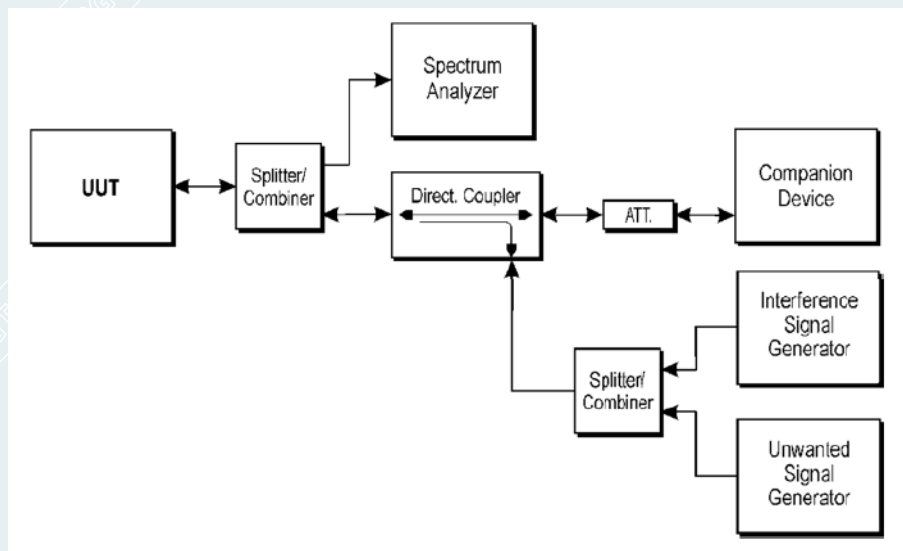 Spectrum
Analyzer
UUT
Splitter/
Combiner
Direct. Coupler
ATT.
Companion
Device
Interference
Signal
Generator
Splitter/
Combiner
Unwanted
Signal
Generator